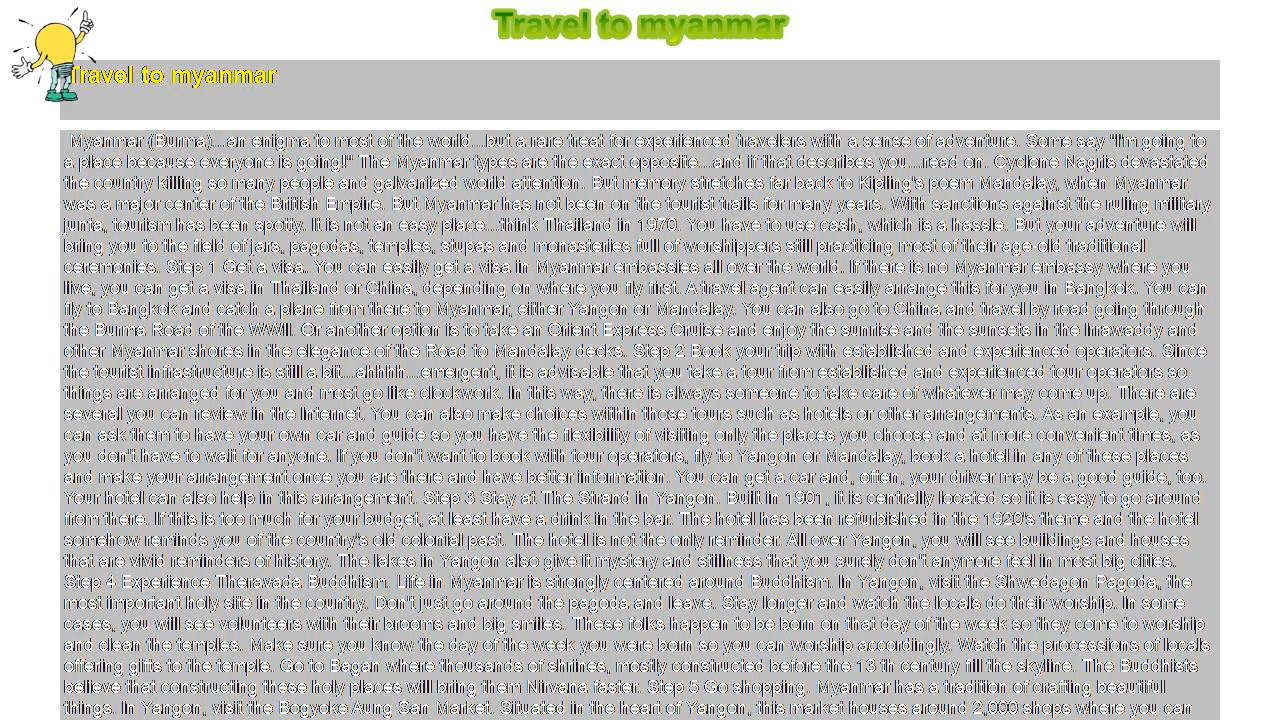 Travel to myanmar
Travel to myanmar
Myanmar (Burma)....an enigma to most of the world....but a rare treat for experienced travelers with a sense of adventure. Some say "I'm going to
a place because everyone is going!" The Myanmar types are the exact opposite....and if that describes you....read on. Cyclone Nagris devastated
the country killing so many people and galvanized world attention. But memory stretches far back to Kipling's poem Mandalay, when Myanmar
was a major center of the British Empire. But Myanmar has not been on the tourist trails for many years. With sanctions against the ruling military
junta, tourism has been spotty. It is not an easy place....think Thailand in 1970. You have to use cash, which is a hassle. But your adventure will
bring you to the field of jars, pagodas, temples, stupas and monasteries full of worshippers still practicing most of their age-old traditional
ceremonies. Step 1 Get a visa. You can easily get a visa in Myanmar embassies all over the world. If there is no Myanmar embassy where you
live, you can get a visa in Thailand or China, depending on where you fly first. A travel agent can easily arrange this for you in Bangkok. You can
fly to Bangkok and catch a plane from there to Myanmar, either Yangon or Mandalay. You can also go to China and travel by road going through
the Burma Road of the WWII. Or another option is to take an Orient Express Cruise and enjoy the sunrise and the sunsets in the Irrawaddy and
other Myanmar shores in the elegance of the Road to Mandalay decks. Step 2 Book your trip with established and experienced operators. Since
the tourist infrastructure is still a bit...ahhhh....emergent, it is advisable that you take a tour from established and experienced tour operators so
things are arranged for you and most go like clockwork. In this way, there is always someone to take care of whatever may come up. There are
several you can review in the Internet. You can also make choices within those tours such as hotels or other arrangements. As an example, you
can ask them to have your own car and guide so you have the flexibility of visiting only the places you choose and at more convenient times, as
you don't have to wait for anyone. If you don't want to book with tour operators, fly to Yangon or Mandalay, book a hotel in any of these places
and make your arrangement once you are there and have better information. You can get a car and, often, your driver may be a good guide, too.
Your hotel can also help in this arrangement. Step 3 Stay at The Strand in Yangon. Built in 1901, it is centrally located so it is easy to go around
from there. If this is too much for your budget, at least have a drink in the bar. The hotel has been refurbished in the 1920's theme and the hotel
somehow reminds you of the country's old colonial past. The hotel is not the only reminder. All over Yangon, you will see buildings and houses
that are vivid reminders of history. The lakes in Yangon also give it mystery and stillness that you surely don't anymore feel in most big cities.
Step 4 Experience Theravada Buddhism. Life in Myanmar is strongly centered around Buddhism. In Yangon, visit the Shwedagon Pagoda, the
most important holy site in the country. Don't just go around the pagoda and leave. Stay longer and watch the locals do their worship. In some
cases, you will see volunteers with their brooms and big smiles. These folks happen to be born on that day of the week so they come to worship
and clean the temples. Make sure you know the day of the week you were born so you can worship accordingly. Watch the processions of locals
offering gifts to the temple. Go to Bagan where thousands of shrines, mostly constructed before the 13 th century fill the skyline. The Buddhists
believe that constructing these holy places will bring them Nirvana faster. Step 5 Go shopping. Myanmar has a tradition of crafting beautiful
things. In Yangon, visit the Bogyoke Aung San Market. Situated in the heart of Yangon, this market houses around 2,000 shops where you can